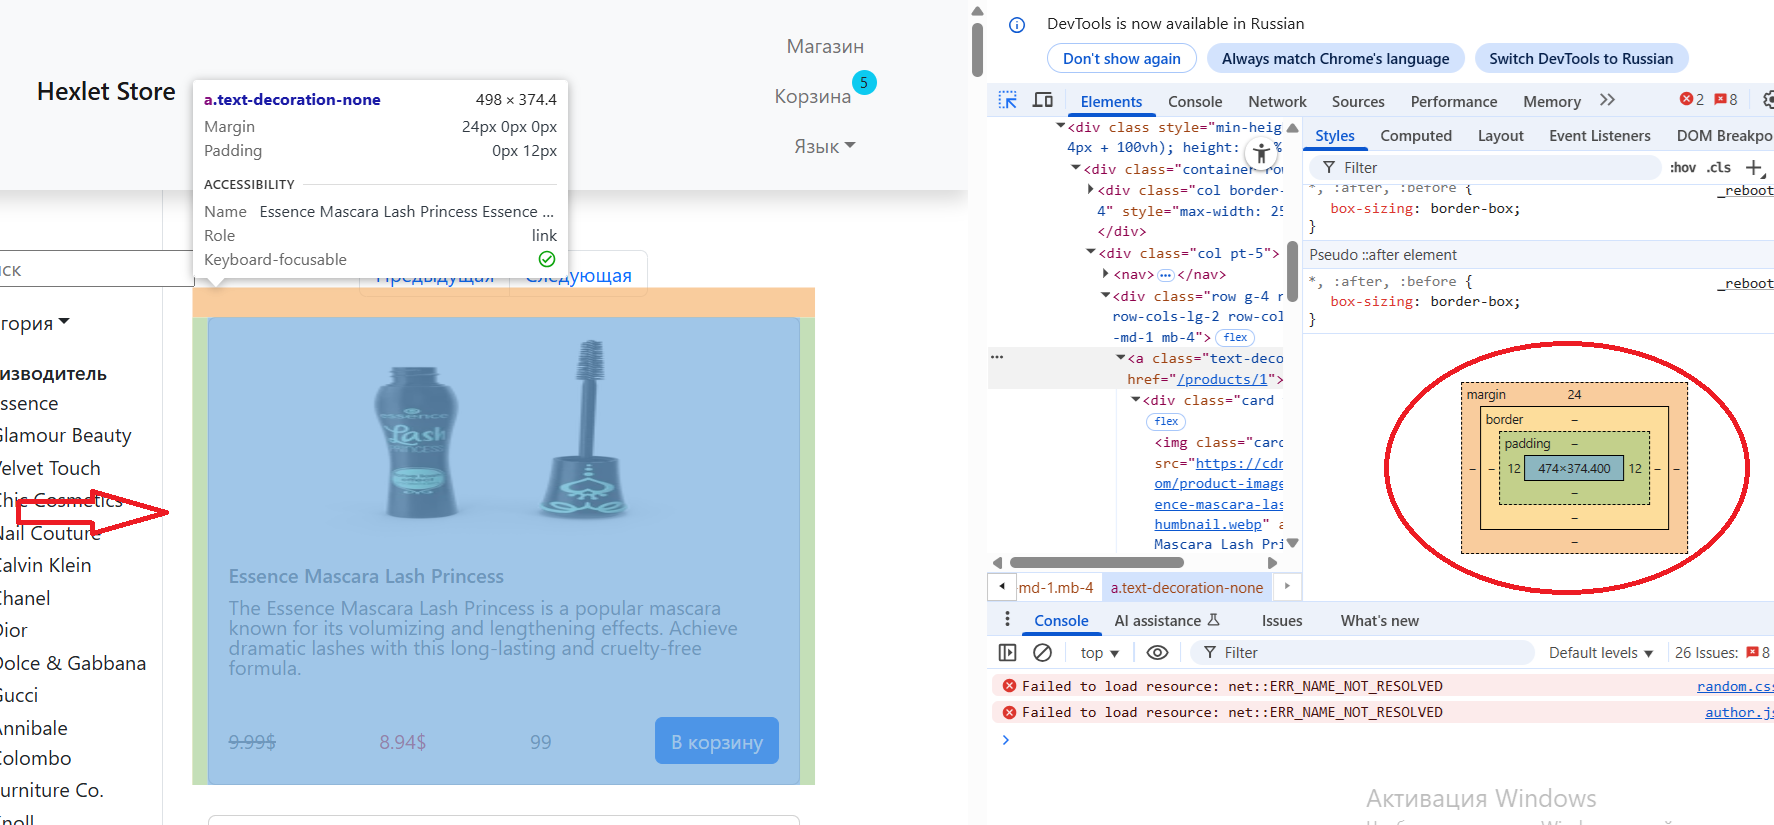 Магазин
Hexlet Store
5
Корзина
Язык
a.text-decoration-none 498 × 374.4
Margin 24px 0px 0px
Padding 0px 12px
ACCESSIBILITY
Name Essence Mascara Lash Princess Essence ...
Role link
Keyboard-focusable
ск
Предыдущая Следующая
гория
изводитель
ssence
Glamour Beauty
Velvet Touch
Chic Cosmetics
Nail Couture
Calvin Klein
Chanel
Dior
Dolce & Gabbana
Gucci
Annibale
Colombo
urniture Co.
Knoll
essence
Lash
PRINCESS
Essence Mascara Lash Princess
The Essence Mascara Lash Princess is a popular mascara
known for its volumizing and lengthening effects. Achieve
dramatic lashes with this long-lasting and cruelty-free
formula.
9.99$ 8.94$ 99 В корзину
DevTools is now available in Russian
Don't show again Always match Chrome's language Switch DevTools to Russian
Elements Console Network Sources Performance Memory 2 8
<div class style="min-heig
4px + 100vh); height: %
<div class="container row
<div class="col border-
4" style="max-width: 25
</div>
<div class="col pt-5">
<nav>…</nav>
<div class="row g-4 r
row-cols-lg-2 row-col
-md-1 mb-4"> flex
<a class="text-deco
href="/products/1">
<div class="card
flex
<img class="card
src="https://cdn
om/product-image
ence-mascara-las
humbnail.webp" a
Mascara Lash Pri
md-1.mb-4 a.text-decoration-none
Styles Computed Layout Event Listeners DOM Breakpo
Filter :hov .cls
*, :after, :before { _reboot
box-sizing: border-box;
}
Pseudo ::after element
*, :after, :before { _reboot
box-sizing: border-box;
}
margin 24
border –
padding –
– – 12 474×374.400 12 – –
–
–
–
Console AI assistance Issues What's new
top Filter Default levels 26 Issues: 8
Failed to load resource: net::ERR_NAME_NOT_RESOLVED random.css
Failed to load resource: net::ERR_NAME_NOT_RESOLVED author.js
Активация Windows